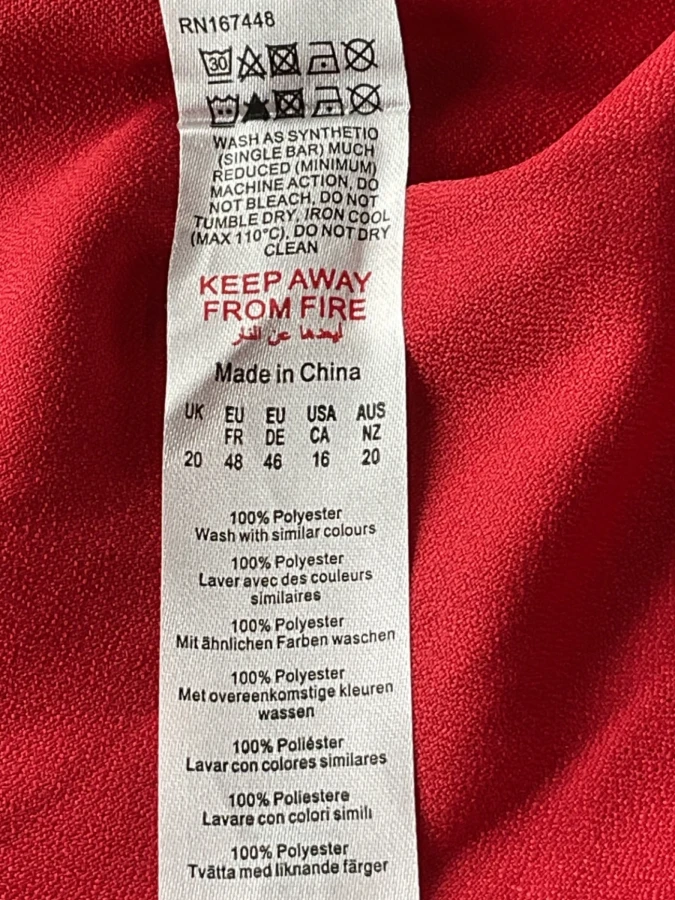 RN167448
30
WASH AS SYNTHETIO
(SINGLE BAR) MUCH
REDUCED (MINIMUM)
MACHINE ACTION, DO
NOT BLEACH, DO NOT
TUMBLE DRY, IRON COOL
(MAX 110°C), DO NOT DRY
CLEAN
KEEP AWAY
FROM FIRE
ابعدها عن النار
Made in China
UK EU EU USA AUS
FR DE CA NZ
20 48 46 16 20
100% Polyester
Wash with similar colours
100% Polyester
Laver avec des couleurs
similaires
100% Polyester
Mit ähnlichen Farben waschen
100% Polyester
Met overeenkomstige kleuren
wassen
100% Poliéster
Lavar con colores similares
100% Poliestere
Lavare con colori simili
100% Polyester
Tvätta med liknande färger